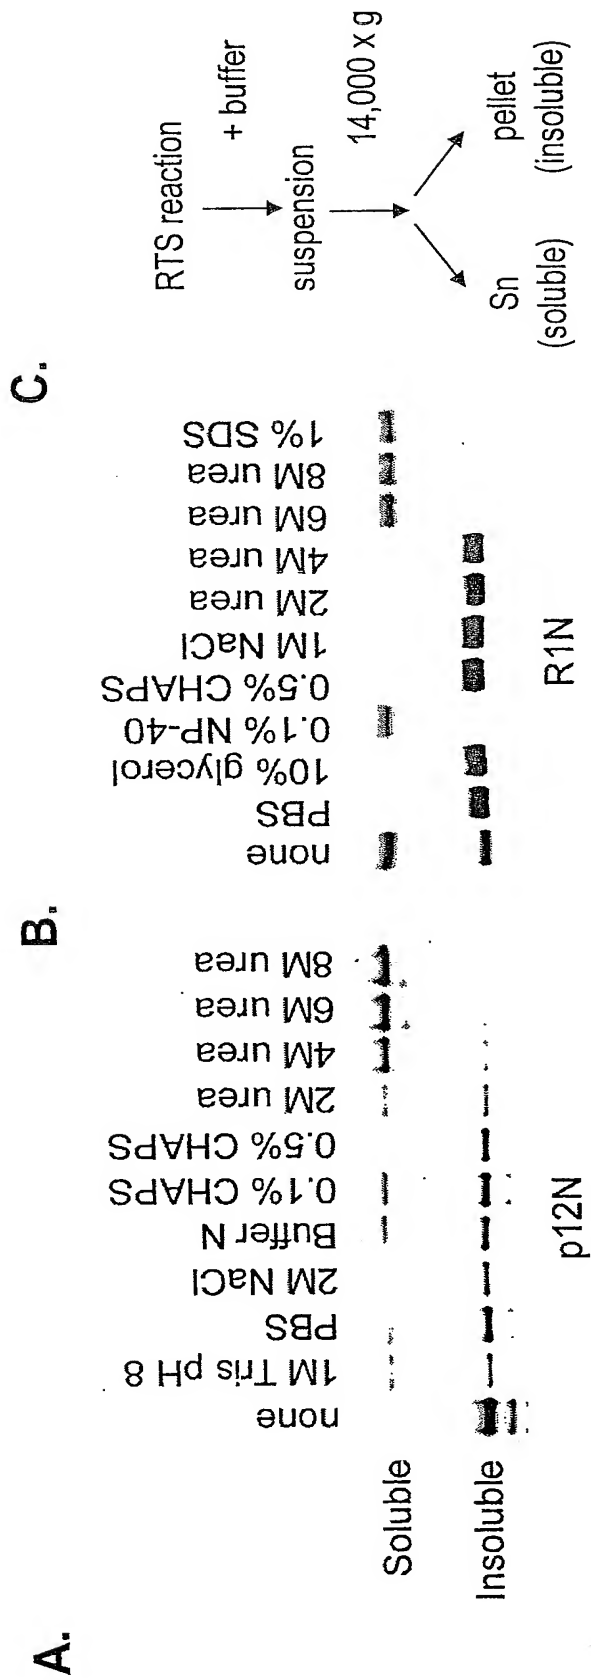 A.
none
1M Tris pH 8
PBS
2M NaCl
Buffer N
0.1% CHAPS
0.5% CHAPS
2M urea
4M urea
6M urea
8M urea
Soluble
Insoluble
p12N
B.
none
PBS
10% glycerol
0.1% NP-40
0.5% CHAPS
1M NaCl
2M urea
4M urea
6M urea
8M urea
1% SDS
R1N
C.
RTS reaction
+ buffer
suspension
14,000 x g
Sn
(soluble)
pellet
(insoluble)